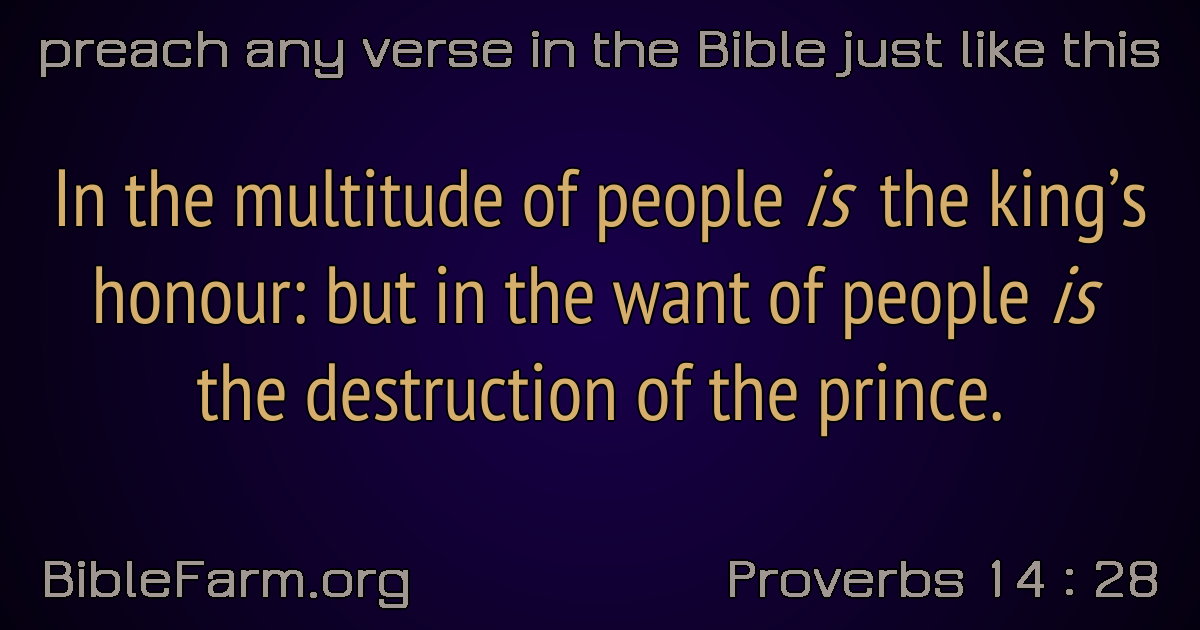 preach any verse in the Bible just like this
In the multitude of people is the king’s
honour: but in the want of people is
the destruction of the prince.
BibleFarm.org
Proverbs 14 : 28